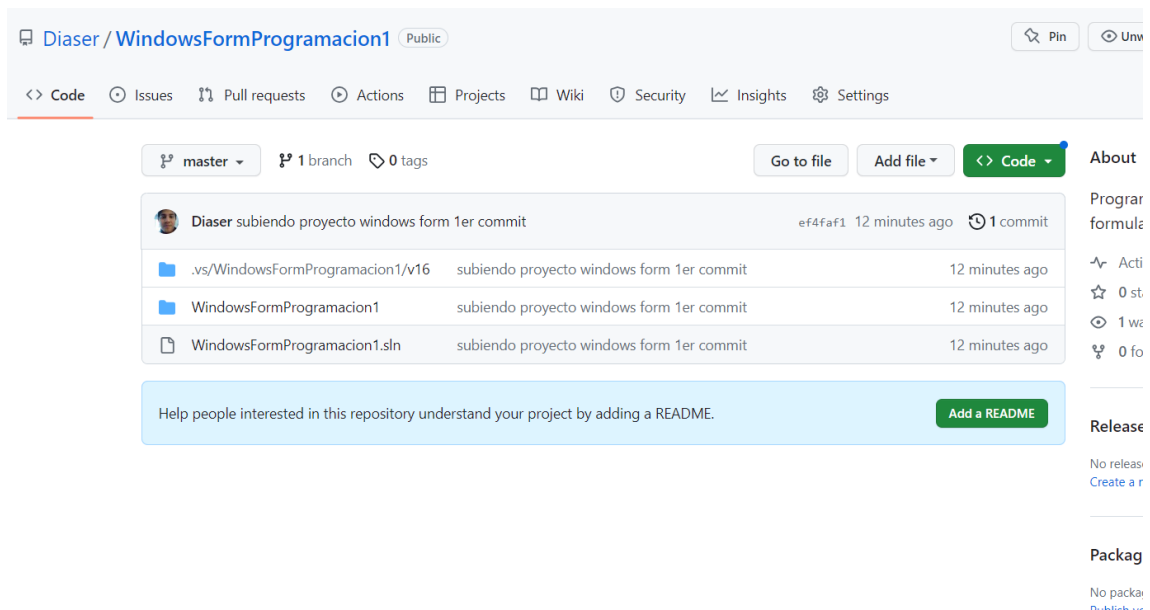 Diaser / WindowsFormProgramacion1 Public
Pin
Code Issues Pull requests Actions Projects Wiki Security Insights Settings
master 1 branch 0 tags Go to file Add file Code
About
Diaser subiendo proyecto windows form 1er commit ef4faf1 12 minutes ago 1 commit
.vs/WindowsFormProgramacion1/v16 subiendo proyecto windows form 1er commit 12 minutes ago
WindowsFormProgramacion1 subiendo proyecto windows form 1er commit 12 minutes ago
WindowsFormProgramacion1.sln subiendo proyecto windows form 1er commit 12 minutes ago
0
1
0
Help people interested in this repository understand your project by adding a README. Add a README
No
Create a
No